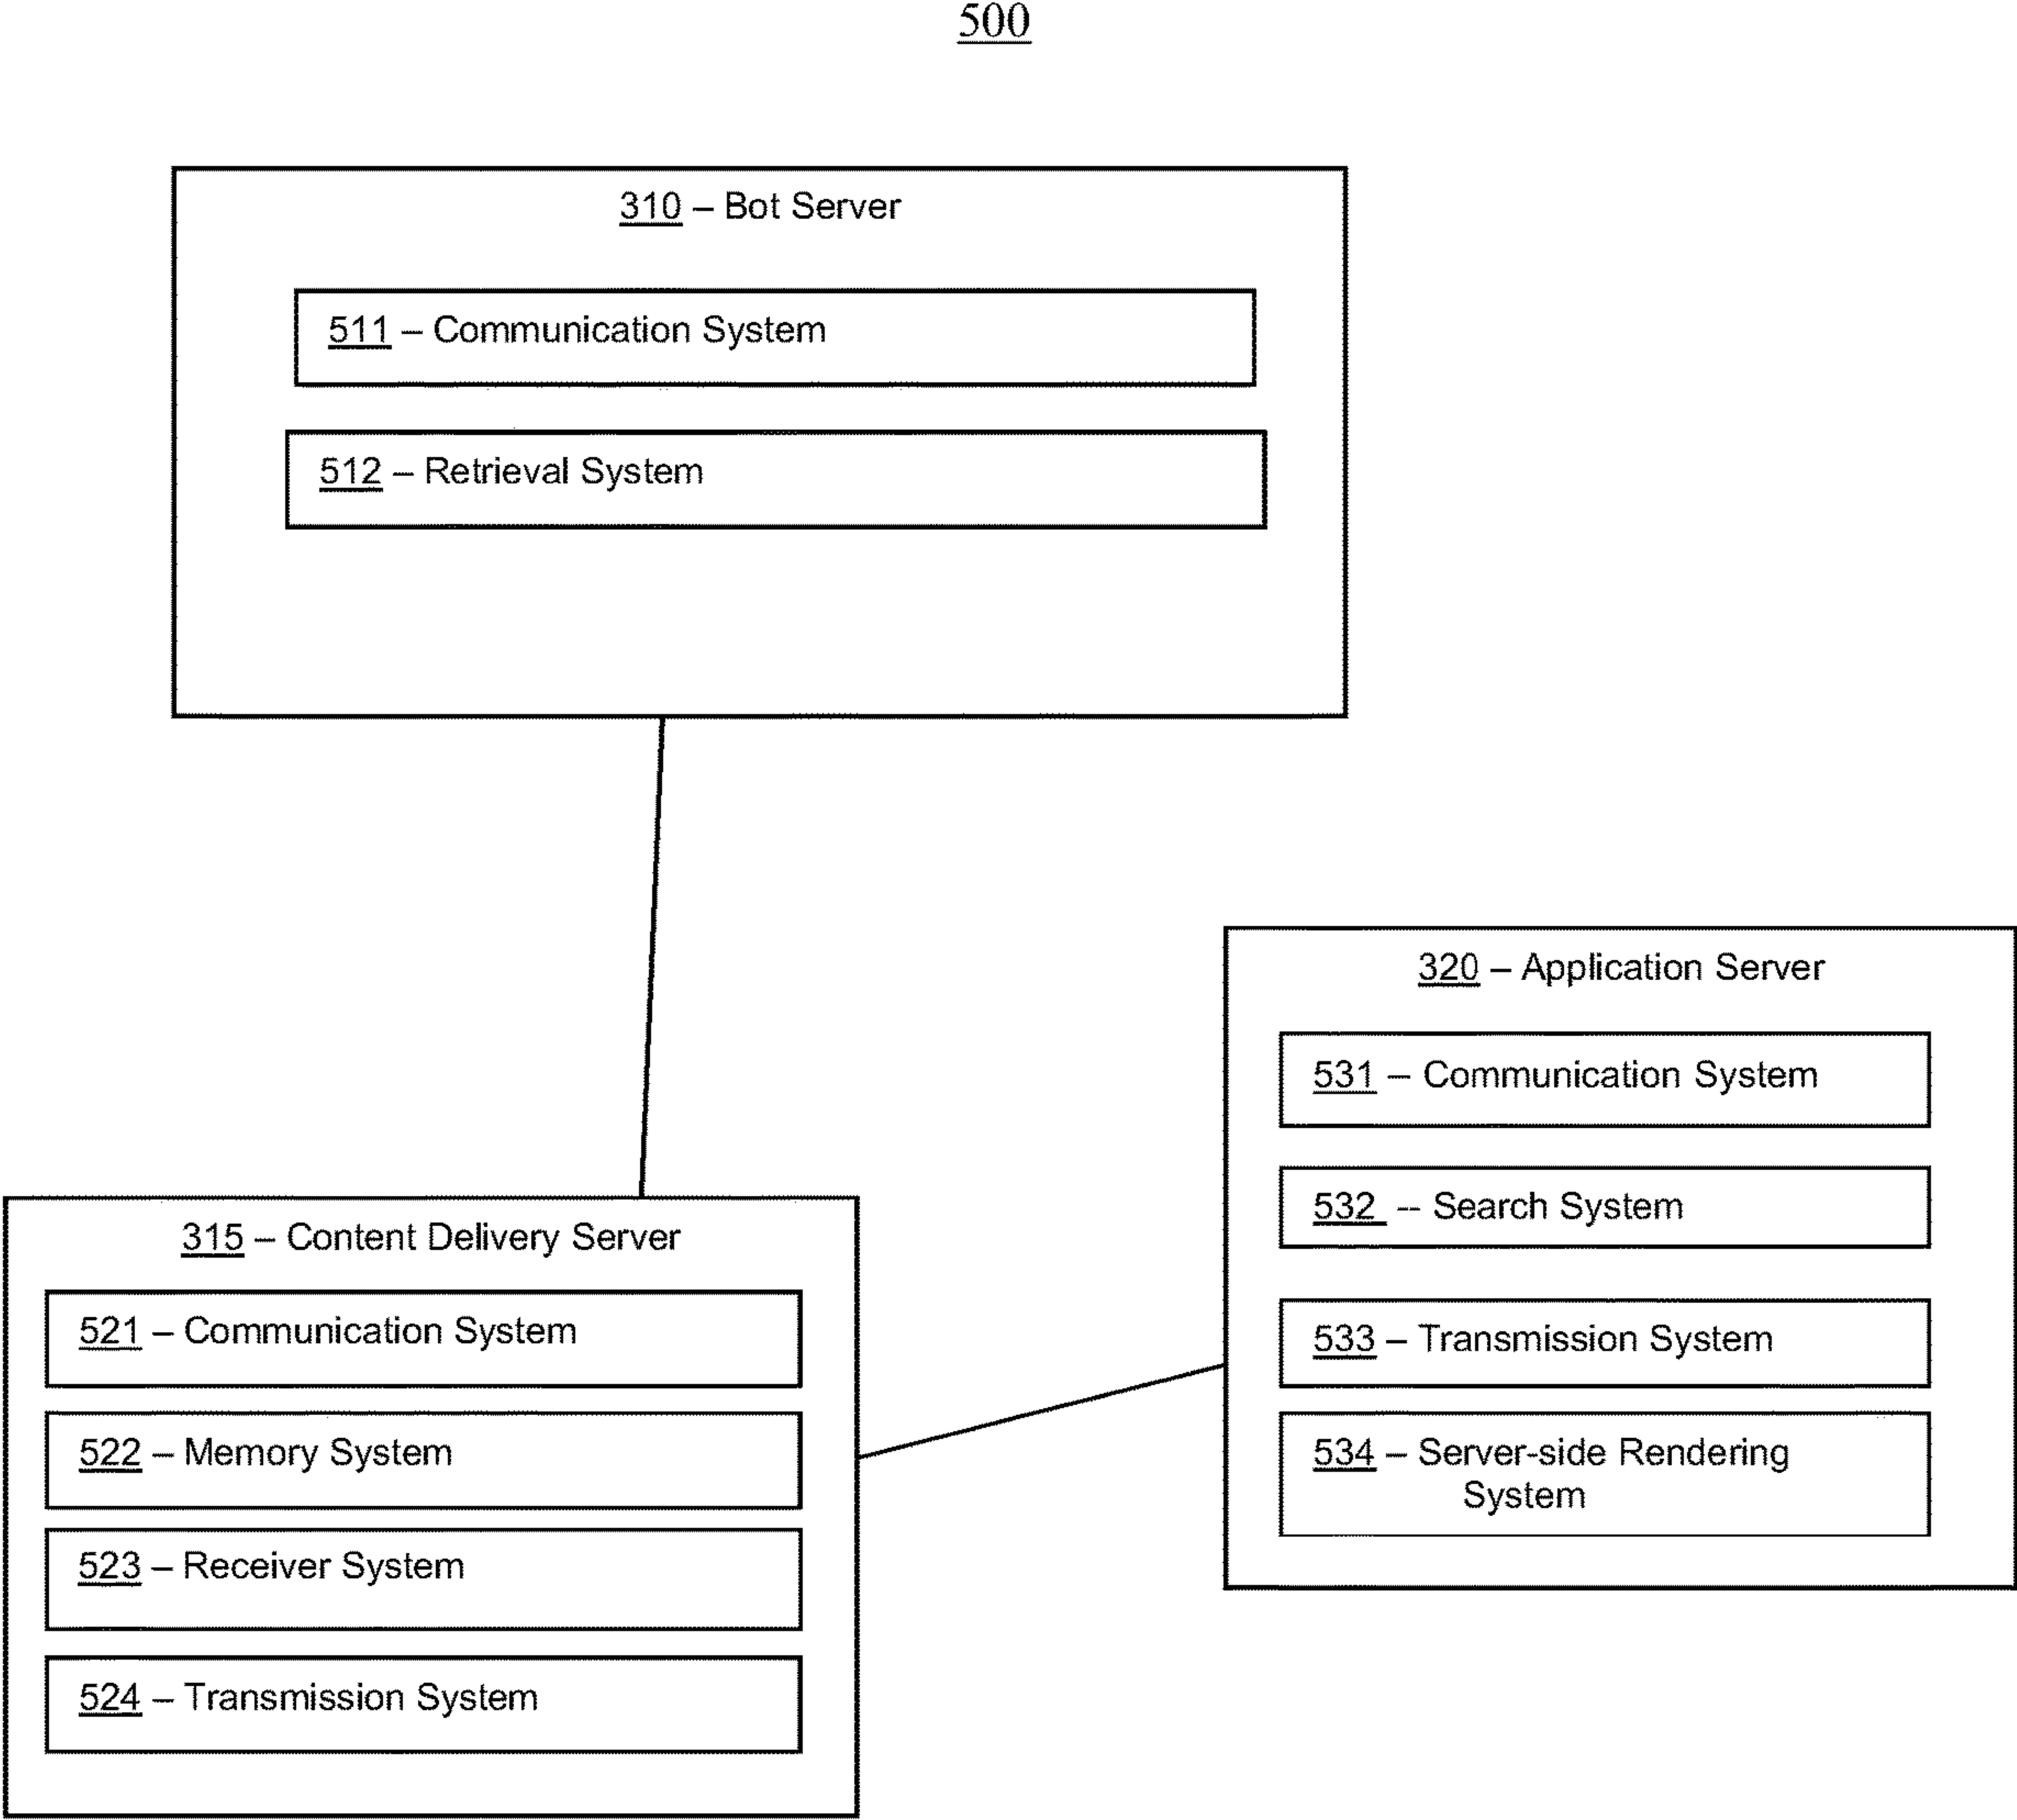 500
310 – Bot Server
511 – Communication System
512 – Retrieval System
320 – Application Server
531 – Communication System
532 -- Search System
533 – Transmission System
534 – Server-side Rendering
System
315 – Content Delivery Server
521 – Communication System
522 – Memory System
523 – Receiver System
524 – Transmission System